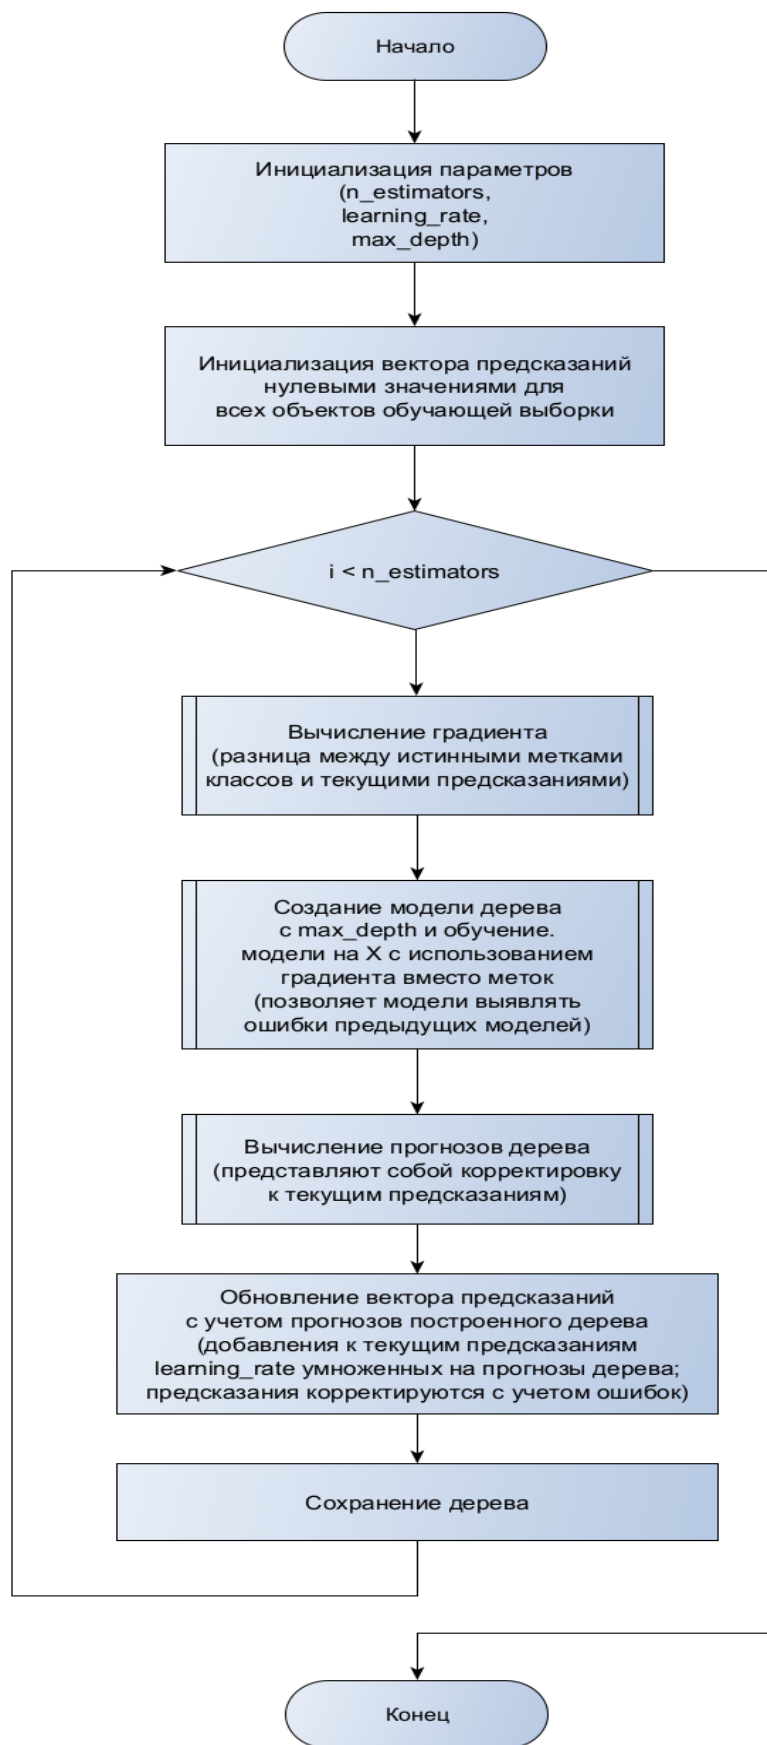 Начало
Инициализация параметров
(n_estimators,
learning_rate,
max_depth)
Инициализация вектора предсказаний
нулевыми значениями для
всех объектов обучающей выборки
i < n_estimators
Вычисление градиента
(разница между истинными метками
классов и текущими предсказаниями)
Создание модели дерева
с max_depth и обучение.
модели на X с использованием
градиента вместо меток
(позволяет модели выявлять
ошибки предыдущих моделей)
Вычисление прогнозов дерева
(представляют собой корректировку
к текущим предсказаниям)
Обновление вектора предсказаний
с учетом прогнозов построенного дерева
(добавления к текущим предсказаниям
learning_rate умноженных на прогнозы дерева;
предсказания корректируются с учетом ошибок)
Сохранение дерева
Конец